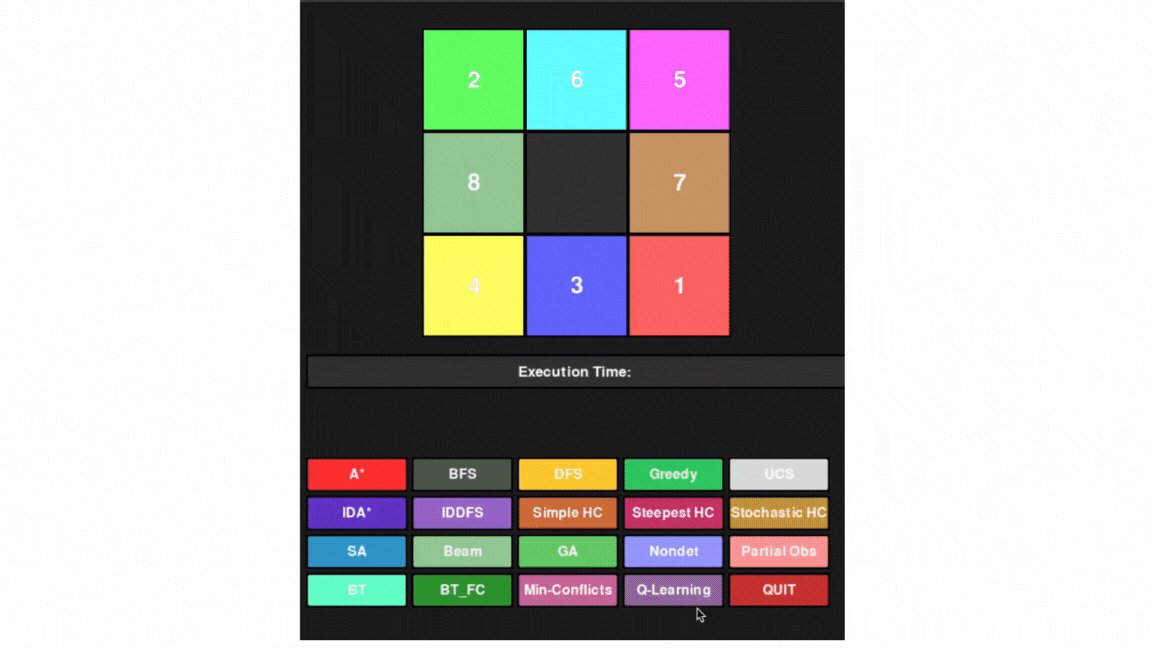 2 6 5
8 7
4 3 1
Execution Time:
A* BFS DFS Greedy UCS
IDA* IDDFS Simple HC Steepest HC Stochastic HC
SA Beam GA Nondet Partial Obs
BT BT_FC Min-Conflicts Q-Learning QUIT